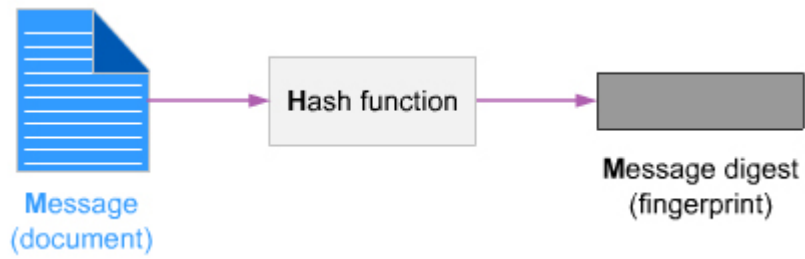 Message
(document)
Hash function
Message digest
(fingerprint)